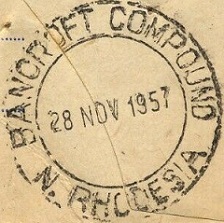 BANCROFT COMPOUND
28 NOV 1957
N. RHODESIA